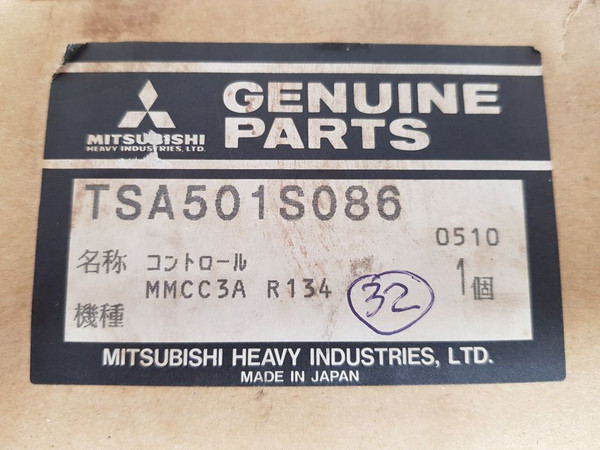 GENUINE
PARTS
MITSUBISHI
HEAVY INDUSTRIES, LTD.
TSA501S086
0510
名称 コントロール 1個
MMCC3A R134 32
機種
MITSUBISHI HEAVY INDUSTRIES, LTD.
MADE IN JAPAN